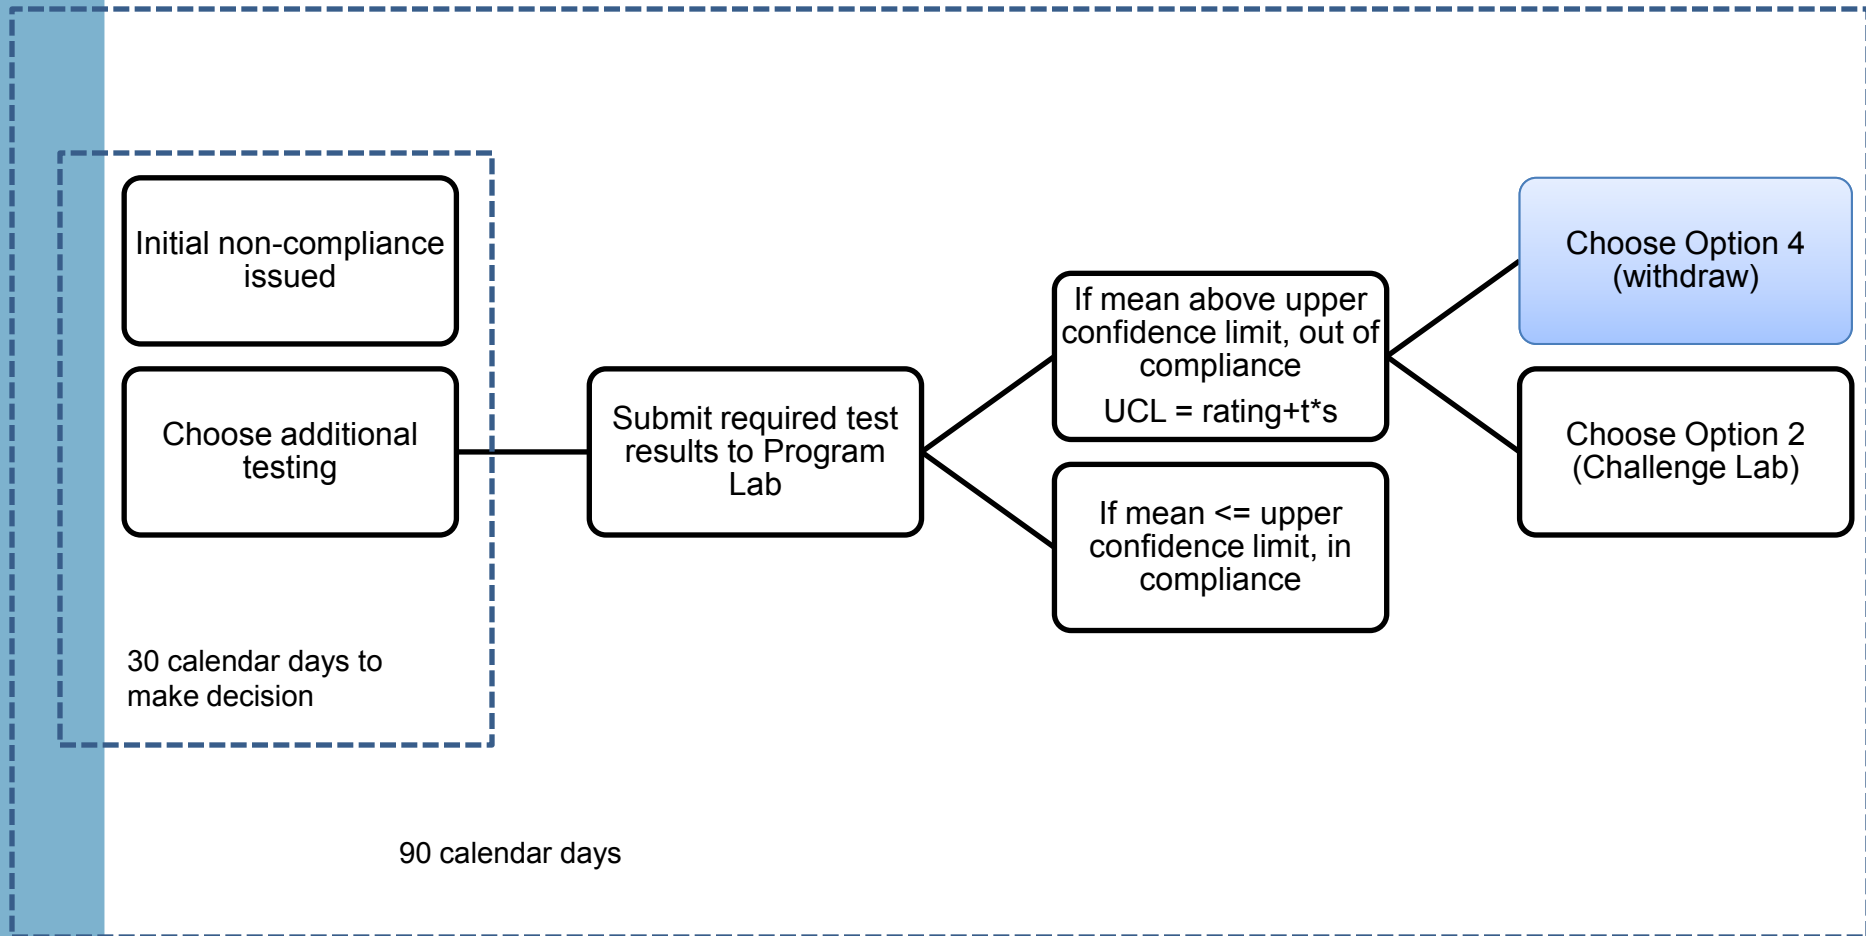 Initial non-compliance
issued
Choose additional
testing
30 calendar days to
make decision
90 calendar days
Submit required test
results to Program
Lab
If mean above upper
confidence limit, out of
compliance
UCL = rating+t*s
If mean <= upper
confidence limit, in
compliance
Choose Option 4
(withdraw)
Choose Option 2
(Challenge Lab)